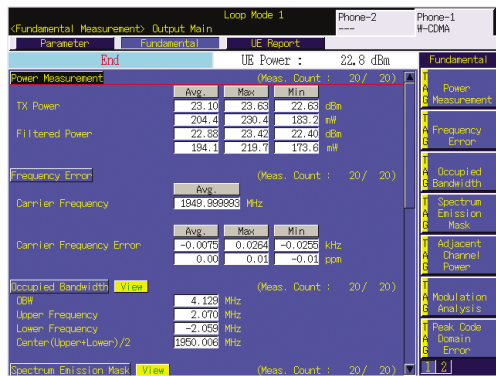 Loop Mode 1
Phone-2
Phone-1
<Fundamental Measurement> Output Main
---
W-CDMA
Parameter
Fundamental
UE Report
End
UE Power : 22.8 dBm
Fundamental
Power Measurement (Meas. Count : 20/ 20)
Avg. Max Min
TX Power 23.10 23.63 22.63 dBm
204.4 230.4 183.2 mW
Filtered Power 22.88 23.42 22.40 dBm
194.1 219.7 173.6 mW
Frequency Error (Meas. Count : 20/ 20)
Avg.
Carrier Frequency 1949.999993 MHz
Avg. Max Min
Carrier Frequency Error -0.0075 0.0264 -0.0255 kHz
0.00 0.01 -0.01 ppm
Occupied Bandwidth View (Meas. Count : 20/ 20)
OBW 4.129 MHz
Upper Frequency 2.070 MHz
Lower Frequency -2.059 MHz
Center(Upper+Lower)/2 1950.006 MHz
Spectrum Emission Mask View (Meas. Count : 20/ 20)
TAG
Power
Measurement
TAG
Frequency
Error
TAG
Occupied
Bandwidth
TAG
Spectrum
Emission
Mask
TAG
Adjacent
Channel
Power
TAG
Modulation
Analysis
TAG
Peak Code
Domain
Error
1 2